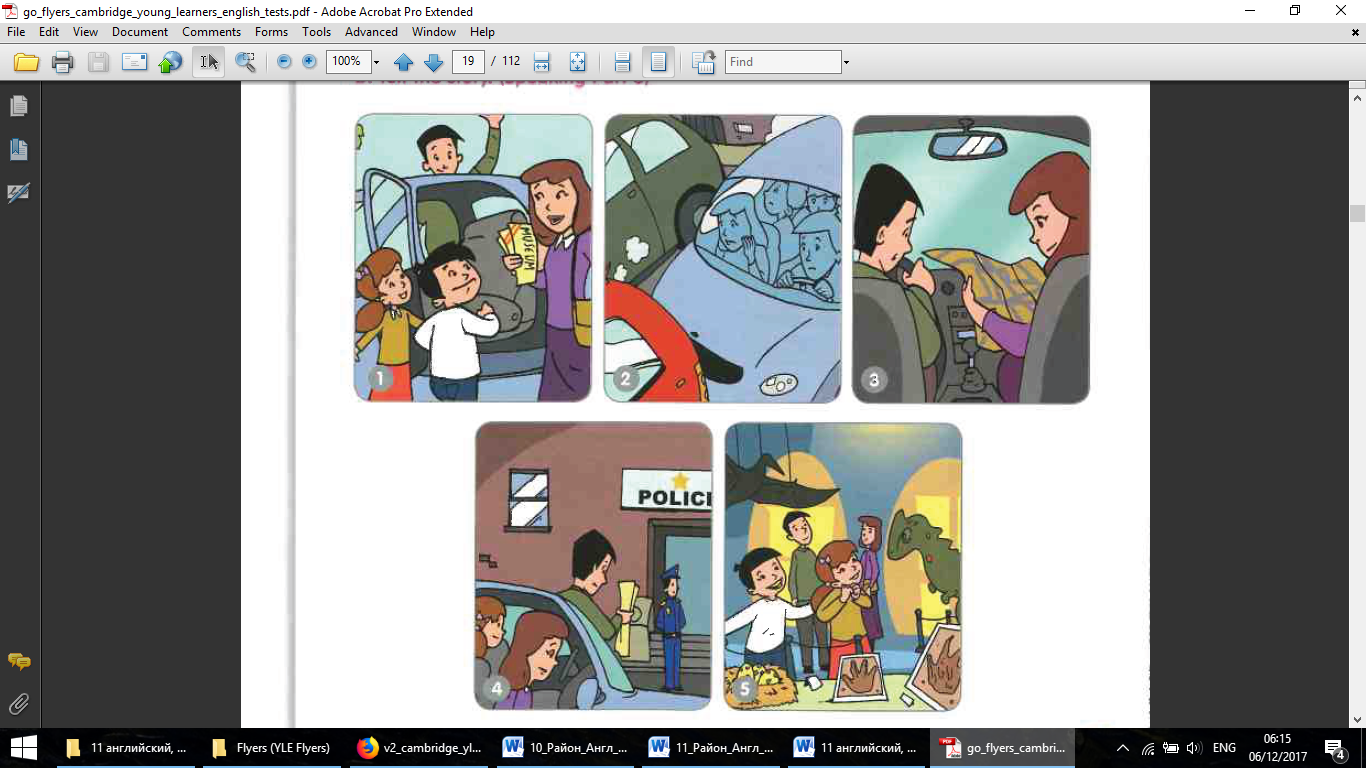 go_flyers_cambridge_young_learners_english_tests.pdf - Adobe Acrobat Pro Extended
File Edit View Document Comments Forms Tools Advanced Window Help
100% 19 / 112 Find
MUSEUM
1
2
3
POLICE
4
5
11 английский, ...
Flyers (YLE Flyers)
v2_cambridge_yl...
10_Район_Англ_...
11_Район_Англ_...
11 английский, ...
go_flyers_cambri...
ENG
06:15
06/12/2017
4